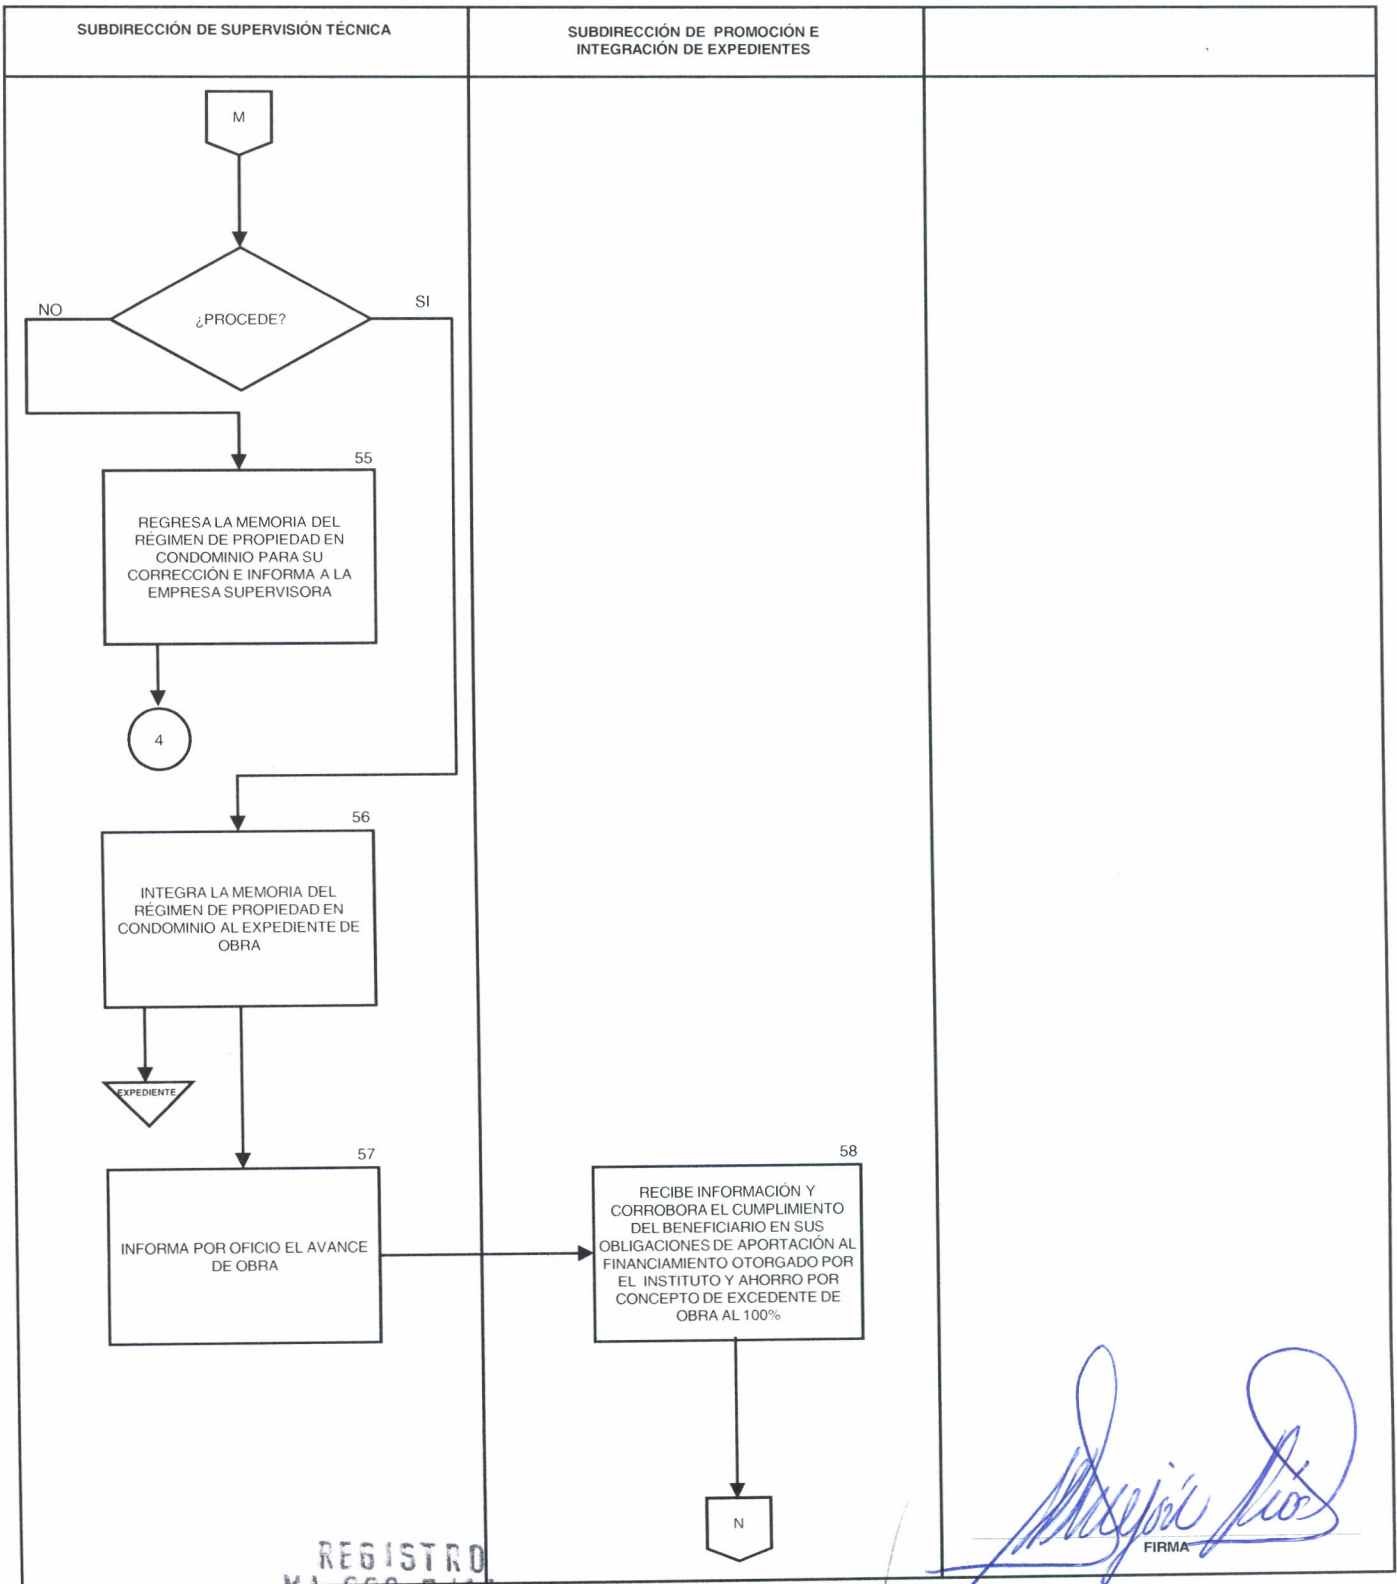 SUBDIRECCIÓN DE SUPERVISIÓN TÉCNICA
SUBDIRECCIÓN DE PROMOCIÓN E
INTEGRACIÓN DE EXPEDIENTES
M
¿PROCEDE?
NO
SI
55
REGRESA LA MEMORIA DEL
RÉGIMEN DE PROPIEDAD EN
CONDOMINIO PARA SU
CORRECCIÓN E INFORMA A LA
EMPRESA SUPERVISORA
4
56
INTEGRA LA MEMORIA DEL
RÉGIMEN DE PROPIEDAD EN
CONDOMINIO AL EXPEDIENTE DE
OBRA
EXPEDIENTE
57
INFORMA POR OFICIO EL AVANCE
DE OBRA
58
RECIBE INFORMACIÓN Y
CORROBORA EL CUMPLIMIENTO
DEL BENEFICIARIO EN SUS
OBLIGACIONES DE APORTACIÓN AL
FINANCIAMIENTO OTORGADO POR
EL INSTITUTO Y AHORRO POR
CONCEPTO DE EXCEDENTE DE
OBRA AL 100%
N
REGISTRO
FIRMA